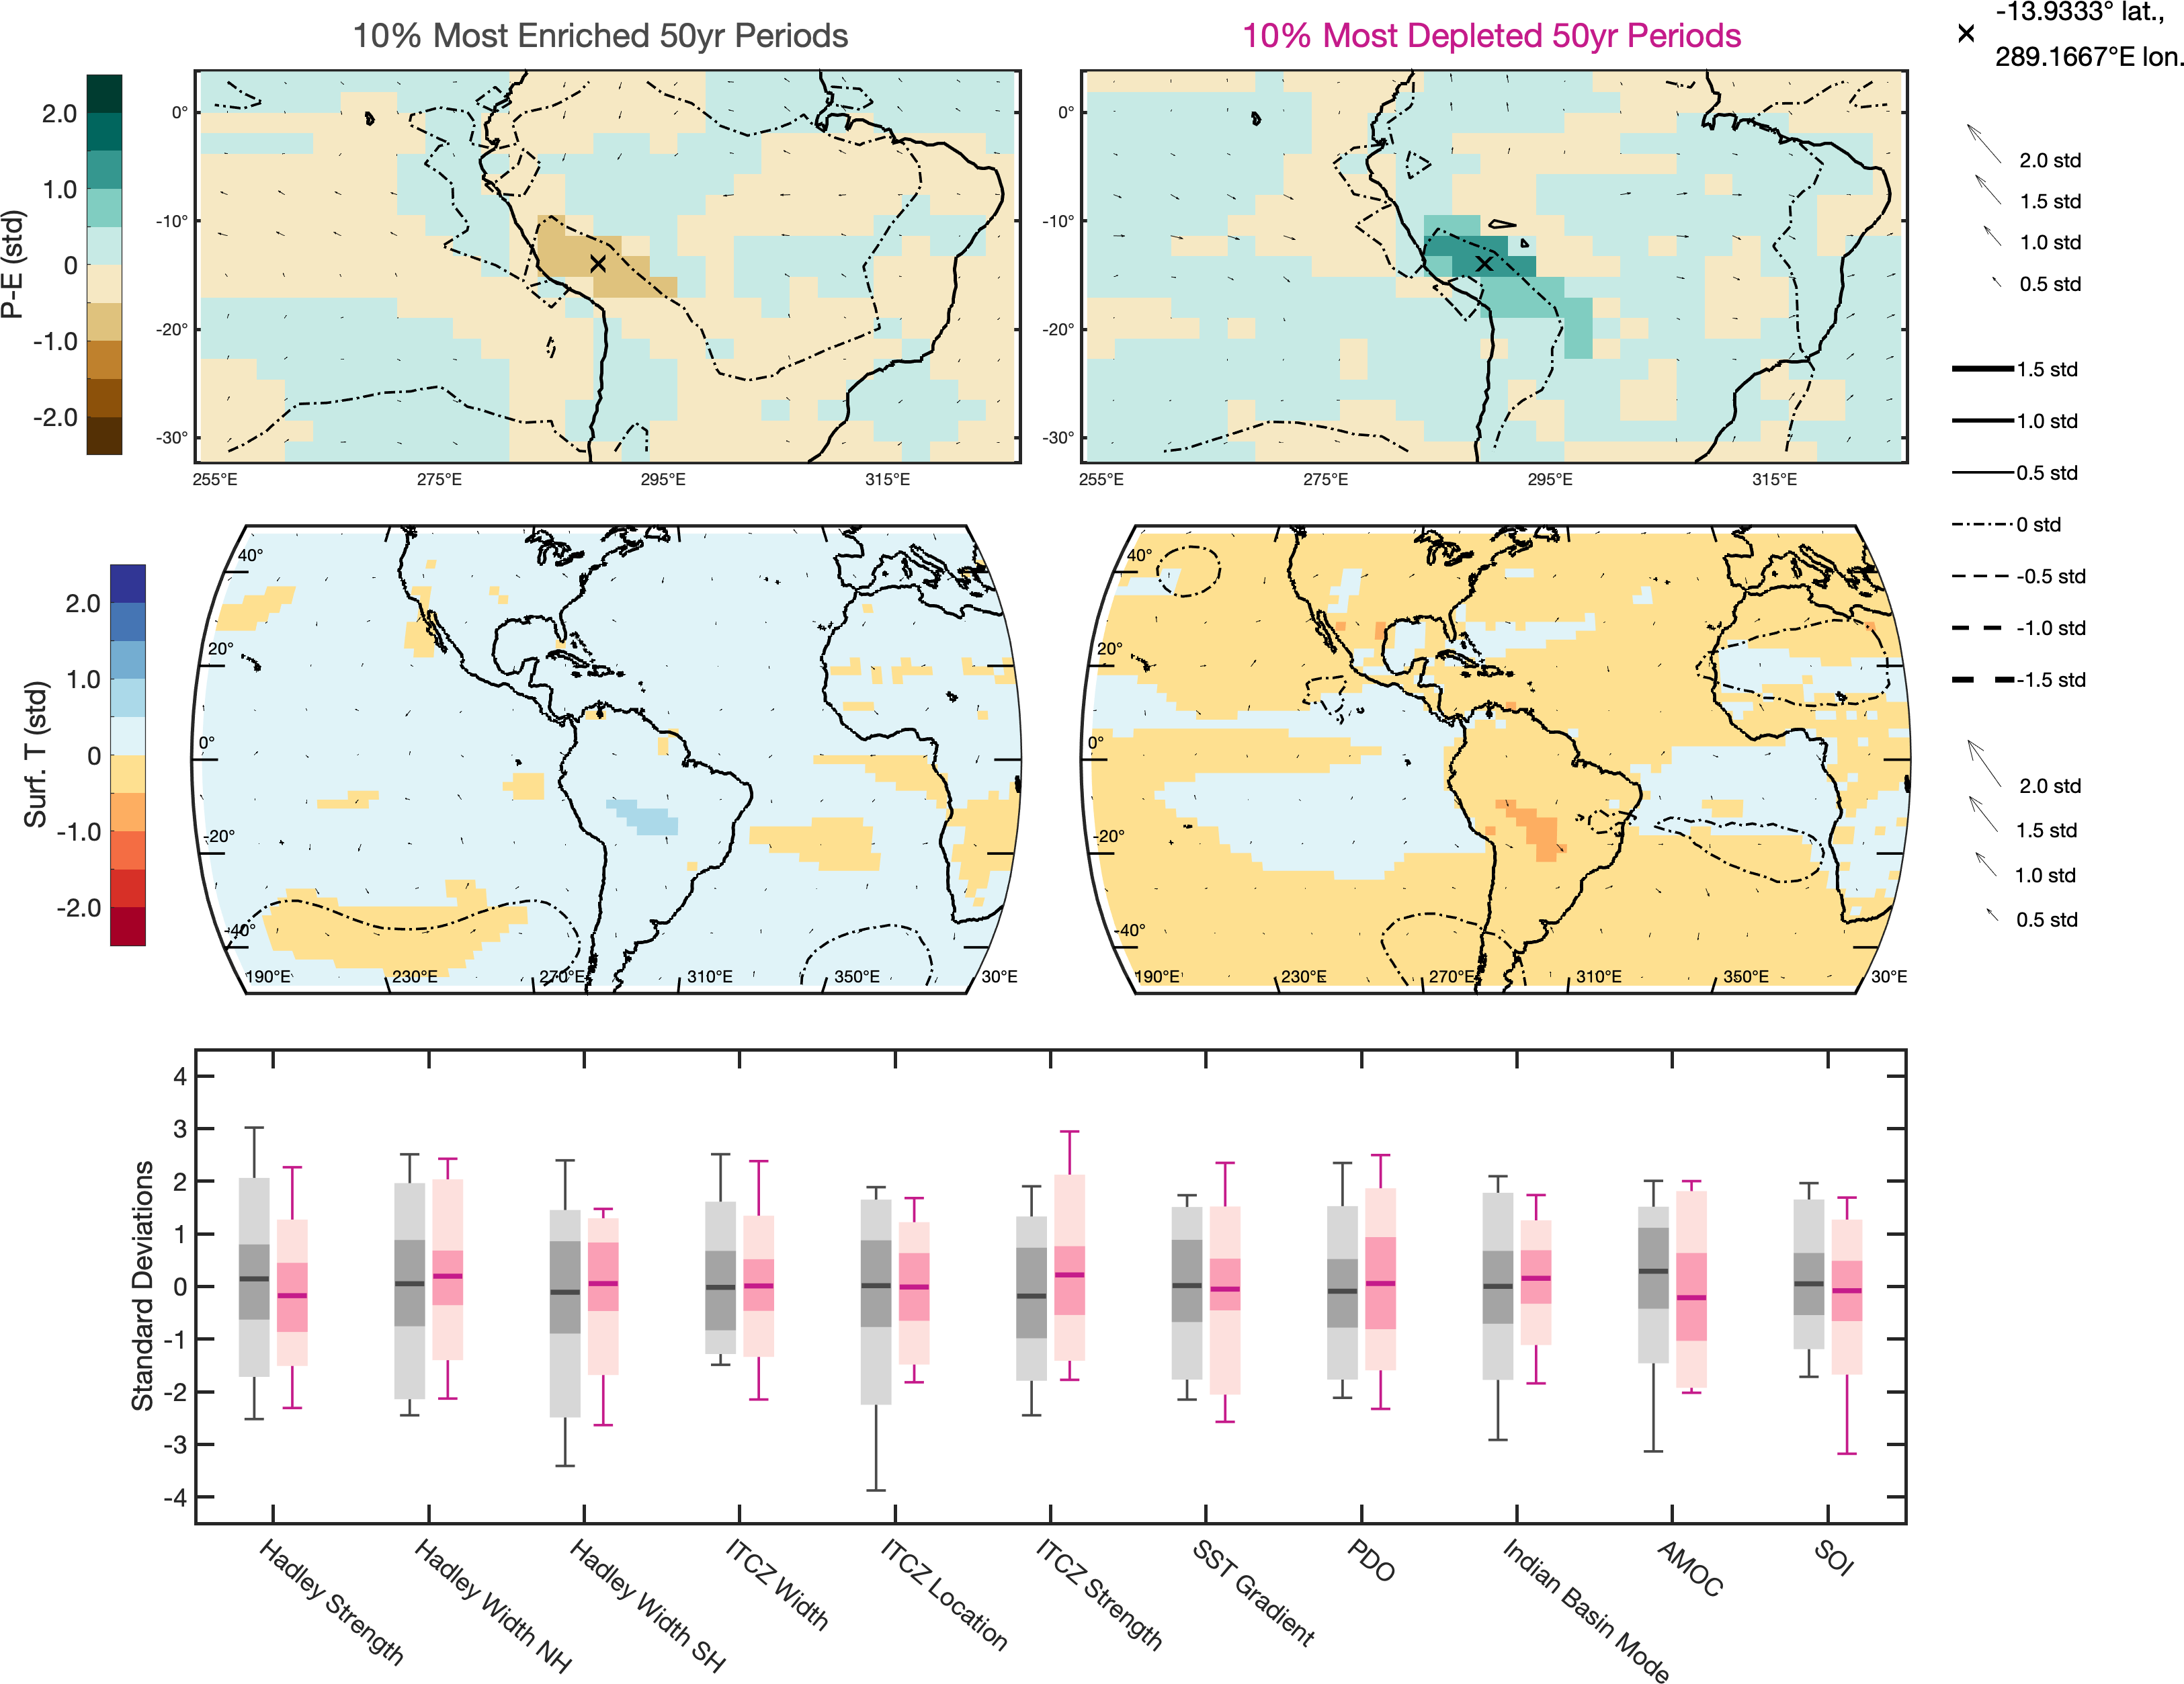 10% Most Enriched 50yr Periods
10% Most Depleted 50yr Periods
-13.9333° lat.,
289.1667°E lon.
P-E (std)
2.0
1.0
0
-1.0
-2.0
0°
-10°
-20°
-30°
255°E
275°E
295°E
315°E
0°
-10°
-20°
-30°
255°E
275°E
295°E
315°E
2.0 std
1.5 std
1.0 std
0.5 std
1.5 std
1.0 std
0.5 std
0 std
-0.5 std
-1.0 std
-1.5 std
2.0 std
1.5 std
1.0 std
0.5 std
Surf. T (std)
2.0
1.0
0
-1.0
-2.0
40°
20°
0°
-20°
-40°
190°E
230°E
270°E
310°E
350°E
30°E
40°
20°
0°
-20°
-40°
190°E
230°E
270°E
310°E
350°E
30°E
Standard Deviations
4
3
2
1
0
-1
-2
-3
-4
Hadley Strength
Hadley Width NH
Hadley Width SH
ITCZ Width
ITCZ Location
ITCZ Strength
SST Gradient
PDO
Indian Basin Mode
AMOC
SOI